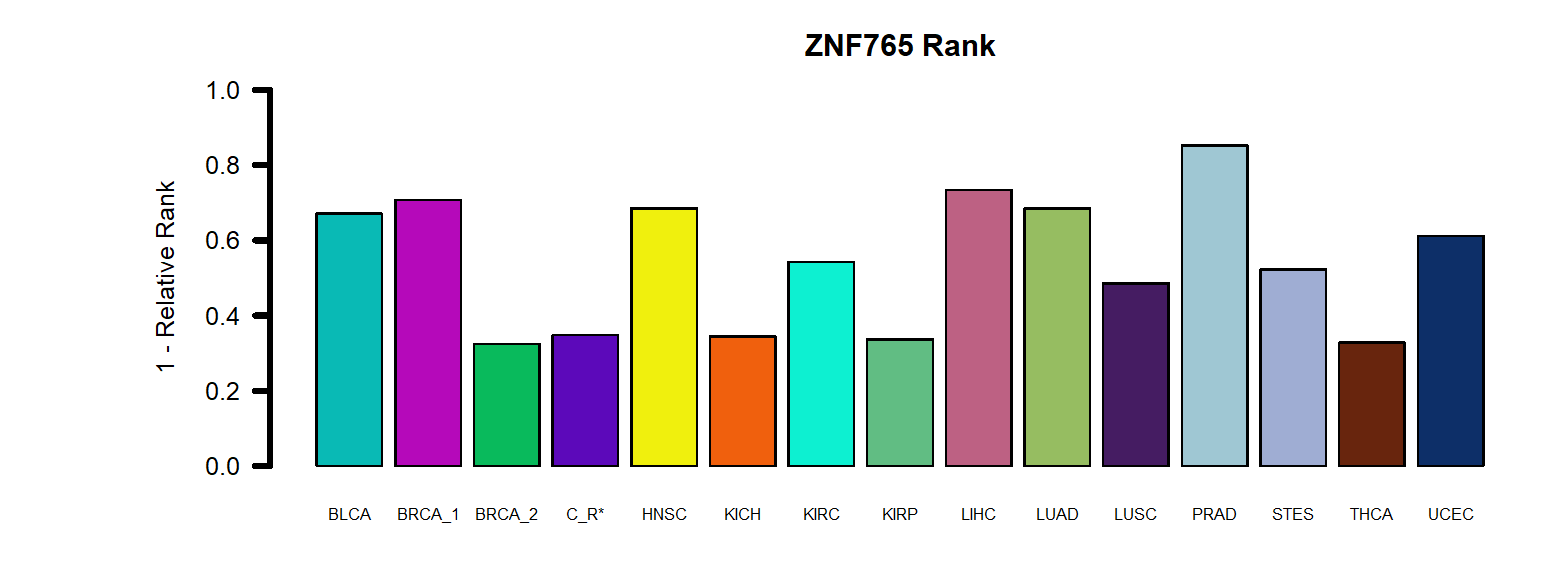 ZNF765 Rank
1 - Relative Rank
1.0
0.8
0.6
0.4
0.2
0.0
BLCA BRCA_1 BRCA_2 C_R* HNSC KICH KIRC KIRP LIHC LUAD LUSC PRAD STES THCA UCEC